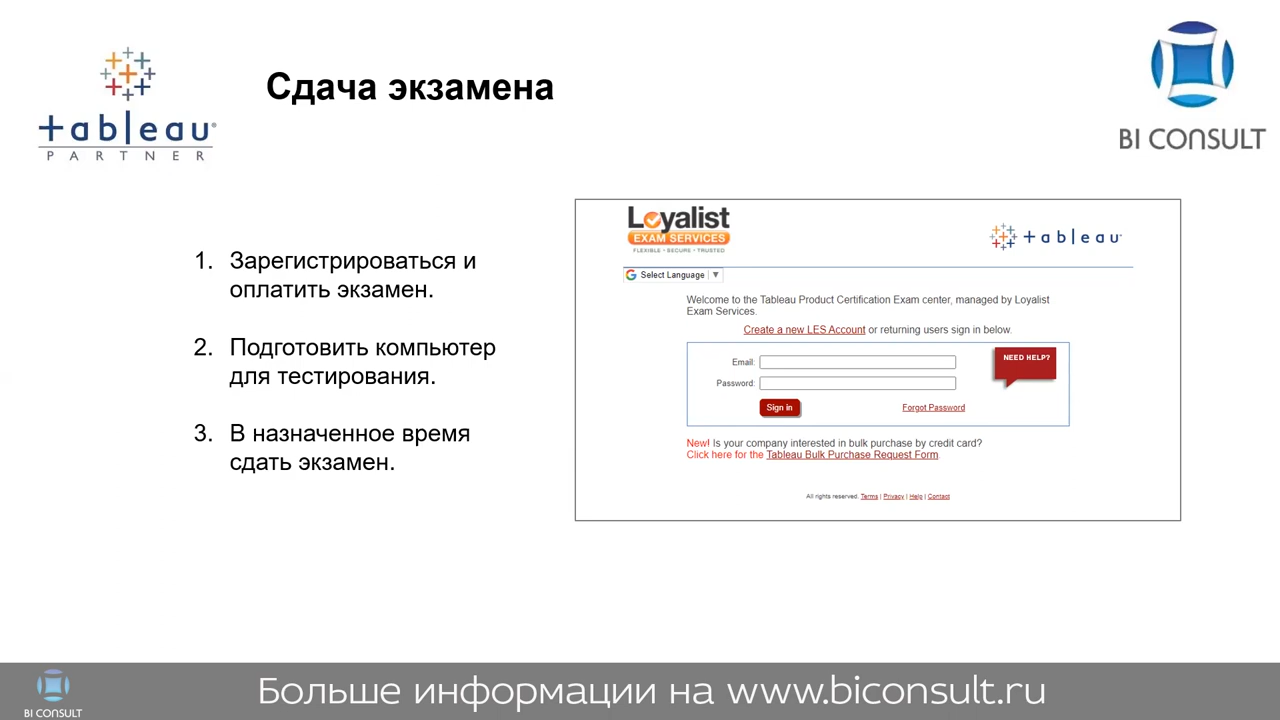 tableau
PARTNER
Сдача экзамена
BI CONSULT
1. Зарегистрироваться и
оплатить экзамен.
2. Подготовить компьютер
для тестирования.
3. В назначенное время
сдать экзамен.
Loyalist
EXAM SERVICES
FLEXIBLE • SECURE • TRUSTED
tableau
Select Language ▼
Welcome to the Tableau Product Certification Exam center, managed by Loyalist
Exam Services.
Create a new LES Account or returning users sign in below.
Email:
NEED HELP?
Password:
Sign in
Forgot Password
New! Is your company interested in bulk purchase by credit card?
Click here for the Tableau Bulk Purchase Request Form
All rights reserved. Terms | Privacy | Help | Contact
BI CONSULT
Больше информации на www.biconsult.ru